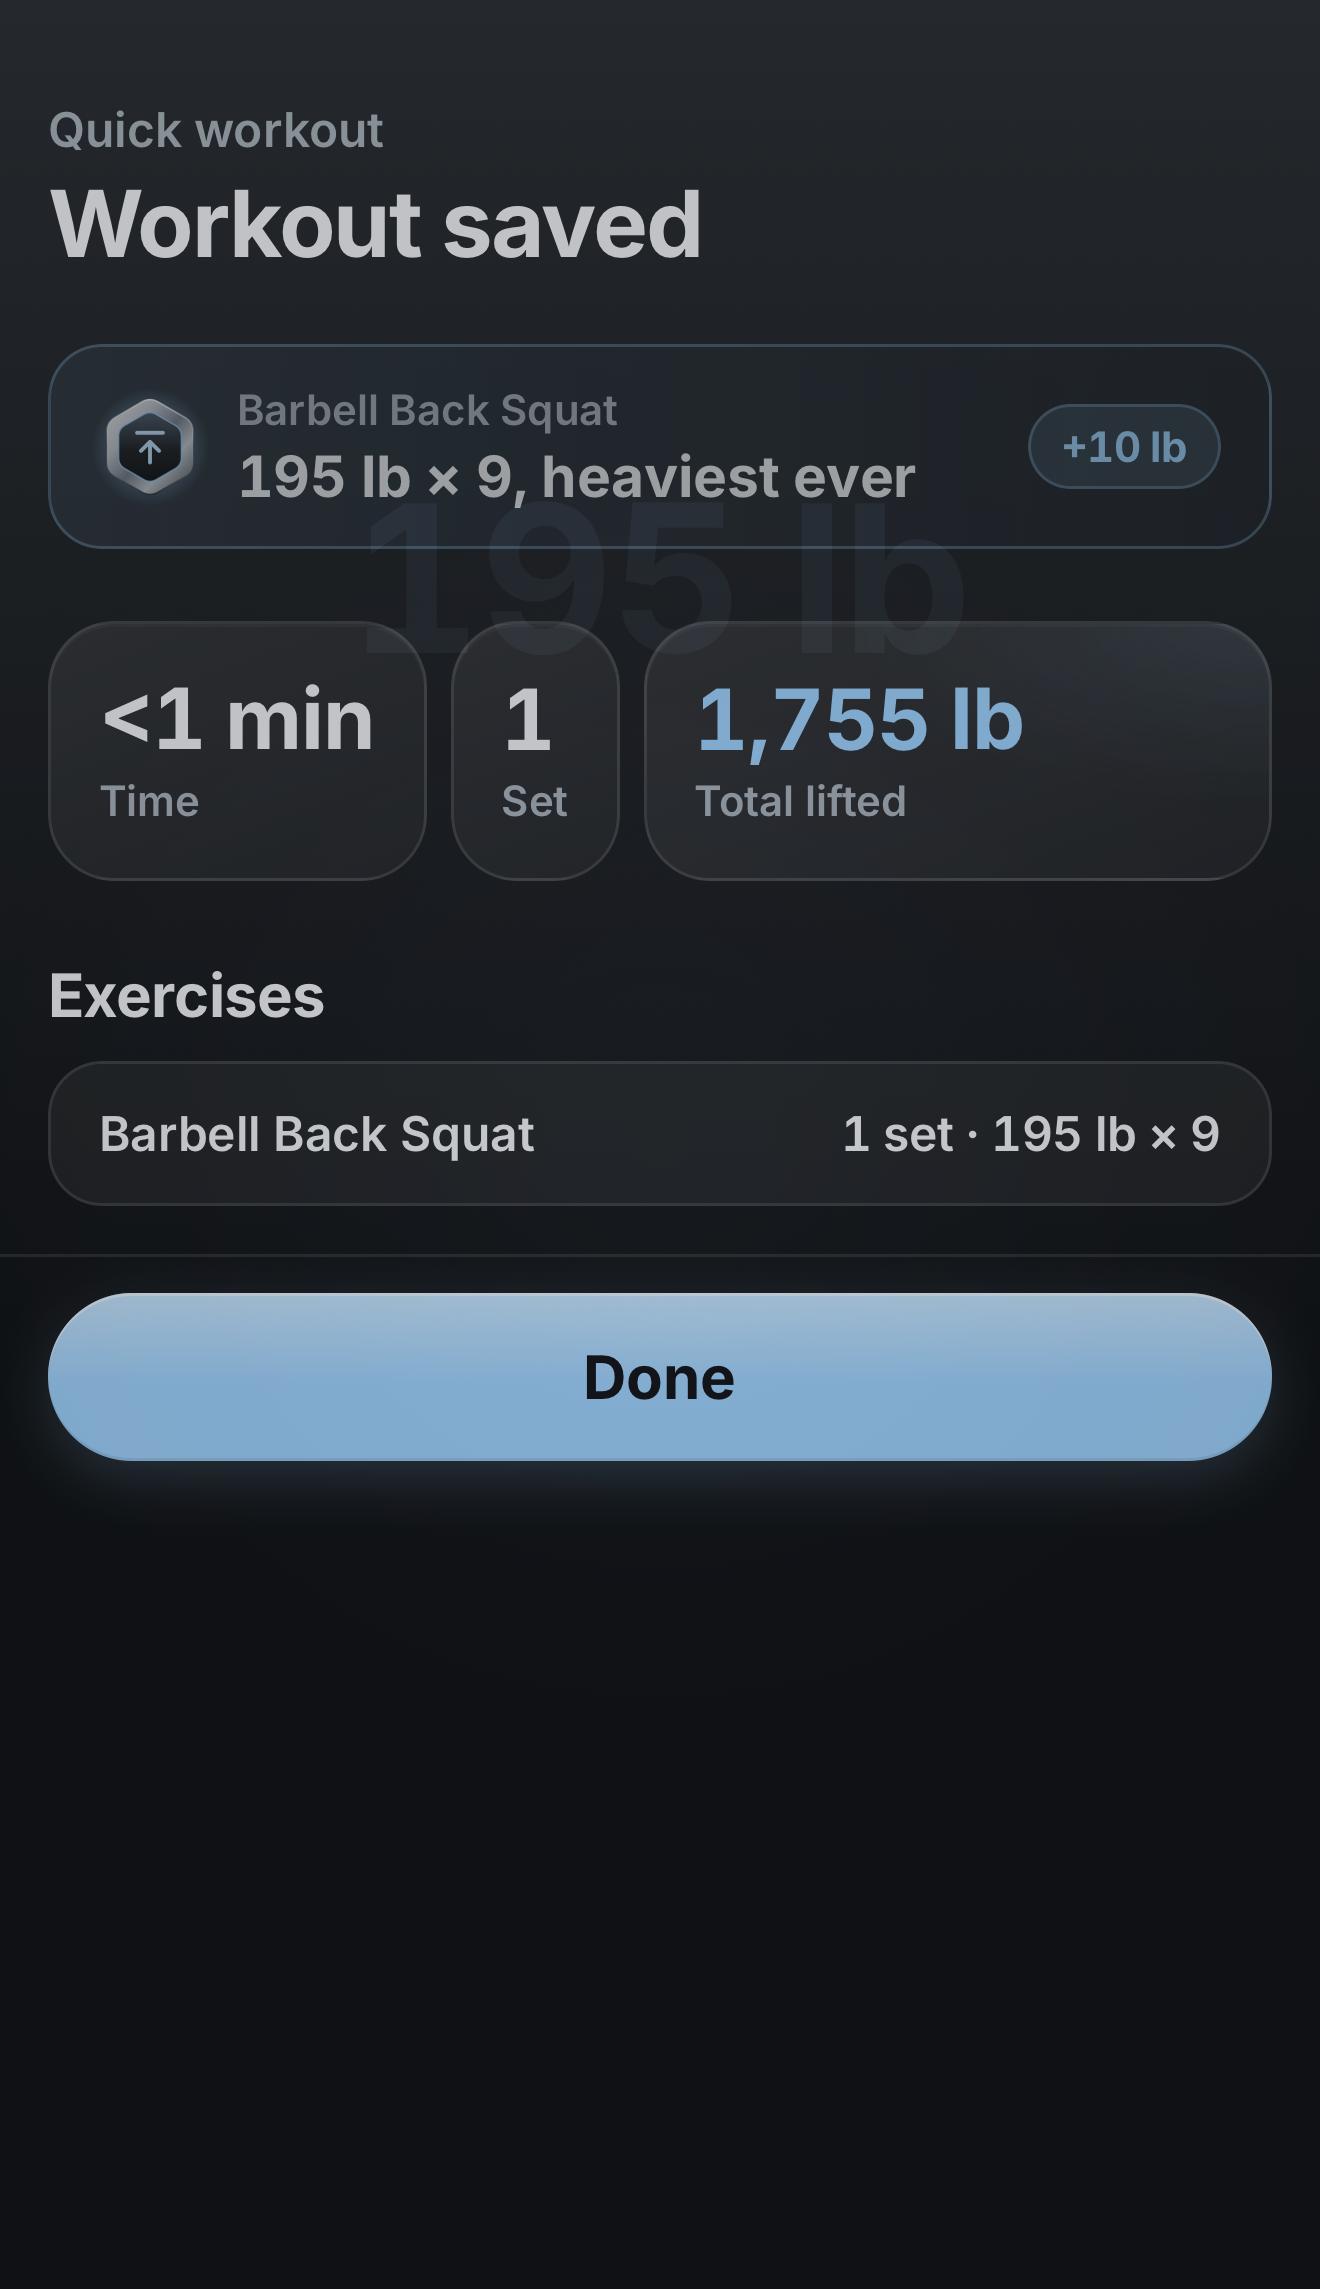 Quick workout
Workout saved
Barbell Back Squat
195 lb × 9, heaviest ever
+10 lb
195 lb
<1 min
Time
1
Set
1,755 lb
Total lifted
Exercises
Barbell Back Squat
1 set · 195 lb × 9
Done